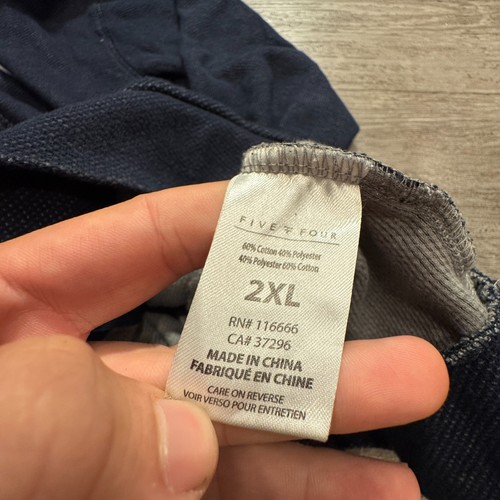 FIVE FOUR
60% Cotton 40% Polyester
40% Polyester 60% Cotton
2XL
RN# 116666
CA# 37296
MADE IN CHINA
FABRIQUÉ EN CHINE
CARE ON REVERSE
VOIR VERSO POUR ENTRETIEN